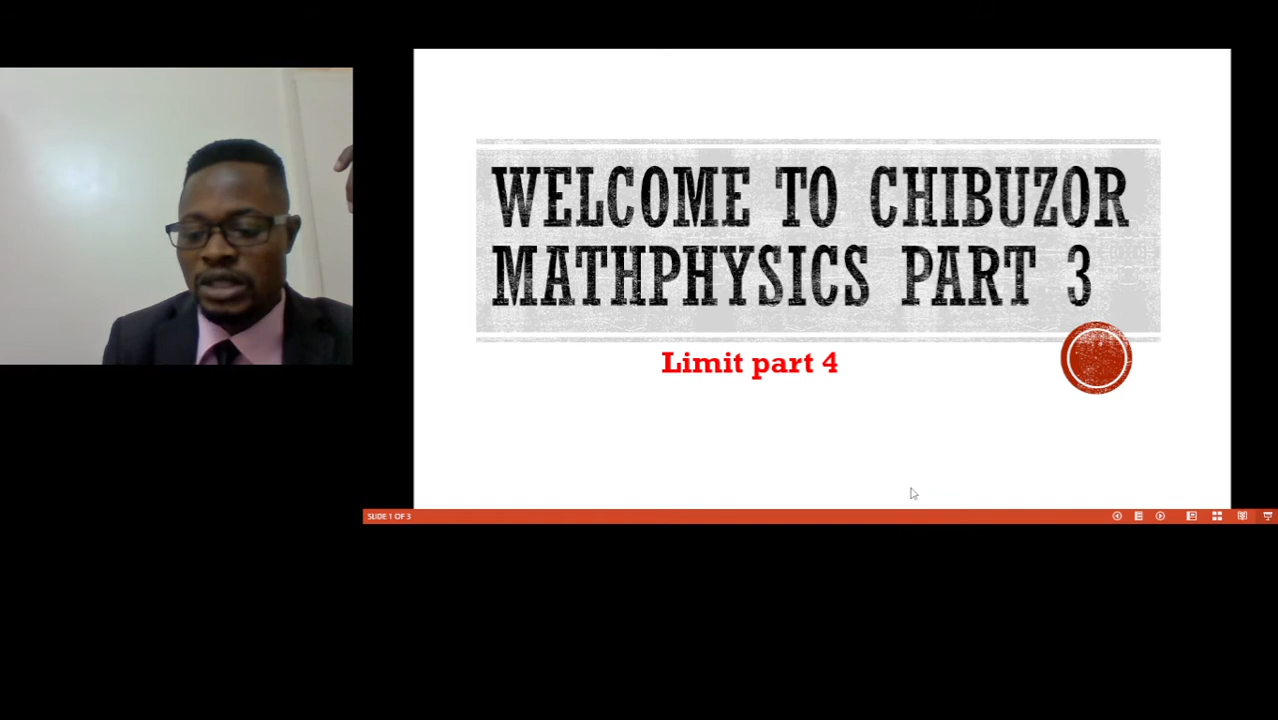 WELCOME TO CHIBUZOR
MATHPHYSICS PART 3
Limit part 4
SLIDE 1 OF 3